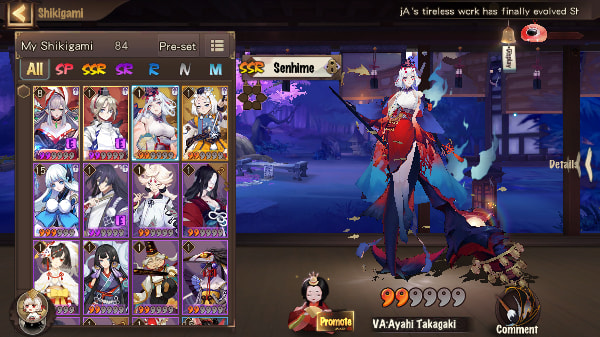 Shikigami
jA's tireless work has finally evolved Sh
My Shikigami 84 Pre-set
All SP SSR SR R N M
SSR Senhime
Display
Details
Promote
VA:Ayahi Takagaki
Comment